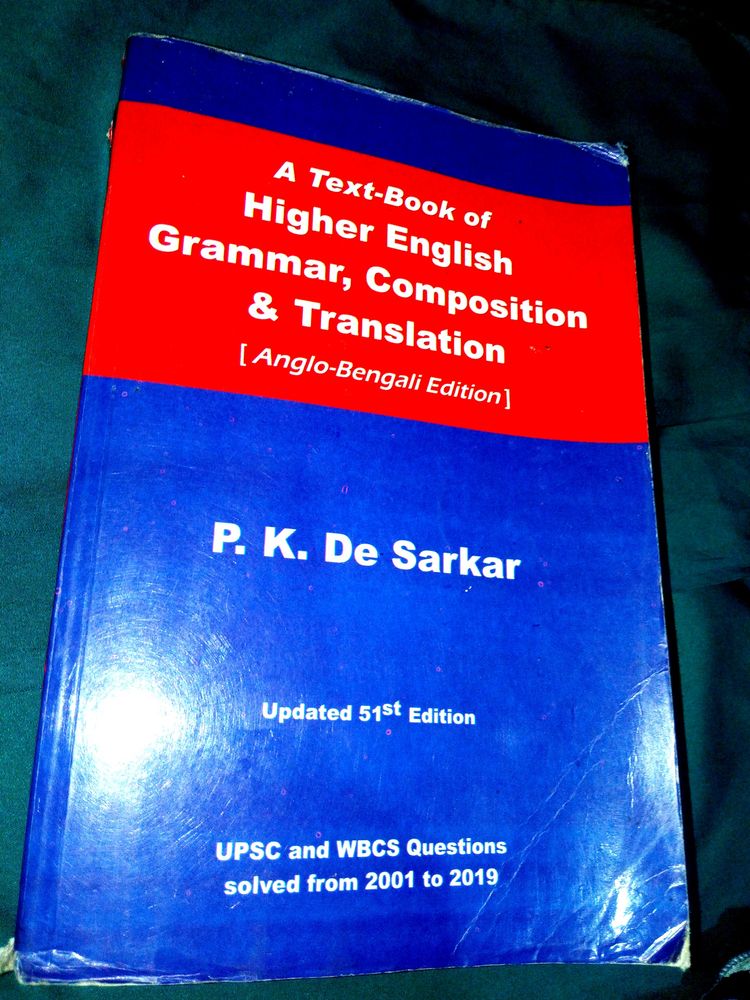 A Text-Book of
Higher English
Grammar, Composition
& Translation
[ Anglo-Bengali Edition ]
P. K. De Sarkar
Updated 51st Edition
UPSC and WBCS Questions
solved from 2001 to 2019